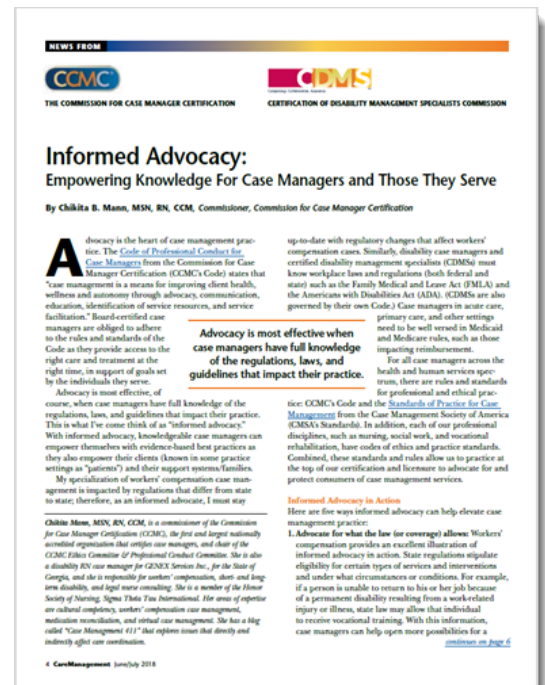 NEWS FROM
CCMC
THE COMMISSION FOR CASE MANAGER CERTIFICATION
CDMS
CERTIFICATION OF DISABILITY MANAGEMENT SPECIALISTS COMMISSION
Informed Advocacy:
Empowering Knowledge For Case Managers and Those They Serve
By Chikita B. Mann, MSN, RN, CCM, Commissioner, Commission for Case Manager Certification
Advocacy is the heart of case management prac-
tice. The Code of Professional Conduct for
Case Managers from the Commission for Case
Manager Certification (CCMC's Code) states that
"case management is a means for improving client health,
wellness and autonomy through advocacy, communication,
education, identification of service resources, and service
facilitation." Board-certified case
managers are obliged to adhere
to the rules and standards of the
Code as they provide access to the
right care and treatment at the
right time, in support of goals set
by the individuals they serve.
Advocacy is most effective, of
course, when case managers have full knowledge of the
regulations, laws, and guidelines that impact their practice.
This is what I've come think of as "informed advocacy."
With informed advocacy, knowledgeable case managers can
empower themselves with evidence-based best practices as
they also empower their clients (known in some practice
settings as "patients") and their support systems/families.
My specialization of workers' compensation case man-
agement is impacted by regulations that differ from state
to state; therefore, as an informed advocate, I must stay
Chikita Mann, MSN, RN, CCM, is a commissioner of the Commission
for Case Manager Certification (CCMC), the first and largest nationally
accredited organization that certifies case managers, and chair of the
CCMC Ethics Committee & Professional Conduct Committee. She is also
a disability RN case manager for GENEX Services Inc., for the State of
Georgia, and she is responsible for workers' compensation, short- and long-
term disability, and legal nurse consulting. She is a member of the Honor
Society of Nursing, Sigma Theta Tau International. Her areas of expertise
are cultural competency, workers' compensation case management,
medication reconciliation, and virtual case management. She has a blog
called "Case Management 411" that explores issues that directly and
indirectly affect care coordination.
Advocacy is most effective when
case managers have full knowledge
of the regulations, laws, and
guidelines that impact their practice.
up-to-date with regulatory changes that affect workers'
compensation cases. Similarly, disability case managers and
certified disability management specialists (CDMSs) must
know workplace laws and regulations (both federal and
state) such as the Family Medical and Leave Act (FMLA) and
the Americans with Disabilities Act (ADA). (CDMSs are also
governed by their own Code.) Case managers in acute care,
primary care, and other settings
need to be well versed in Medicaid
and Medicare rules, such as those
impacting reimbursement.
For all case managers across the
health and human services spec-
trum, there are rules and standards
for professional and ethical prac-
tice: CCMC's Code and the Standards of Practice for Case
Management from the Case Management Society of America
(CMSA's Standards). In addition, each of our professional
disciplines, such as nursing, social work, and vocational
rehabilitation, have codes of ethics and practice standards.
Combined, these standards and rules allow us to practice at
the top of our certification and licensure to advocate for and
protect consumers of case management services.
Informed Advocacy in Action
Here are five ways informed advocacy can help elevate case
management practice:
1. Advocate for what the law (or coverage) allows: Workers'
compensation provides an excellent illustration of
informed advocacy in action. State regulations stipulate
eligibility for certain types of services and interventions
and under what circumstances or conditions. For example,
if a person is unable to return to his or her job because
of a permanent disability resulting from a work-related
injury or illness, state law may allow that individual
to receive vocational training. With this information,
case managers can help open more possibilities for a
continues on page 6
4 CareManagement June/July 2018